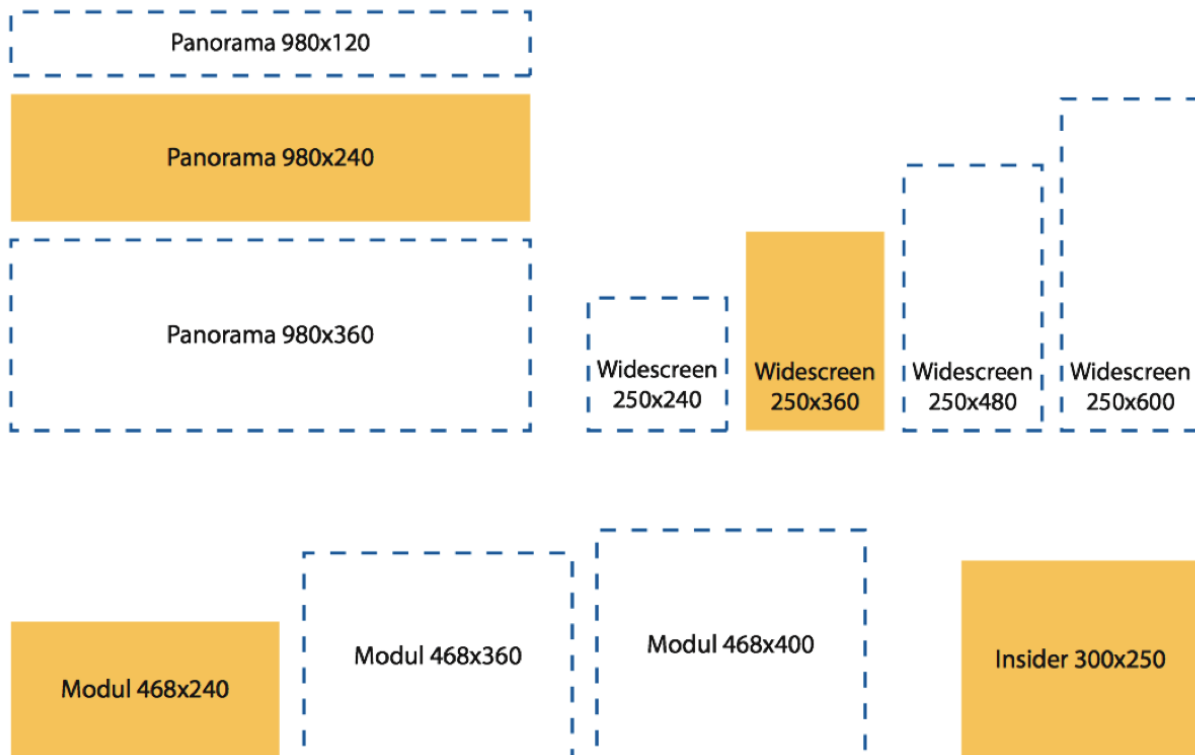 Panorama 980x120
Panorama 980x240
Panorama 980x360
Widescreen
250x240
Widescreen
250x360
Widescreen
250x480
Widescreen
250x600
Modul 468x240
Modul 468x360
Modul 468x400
Insider 300x250